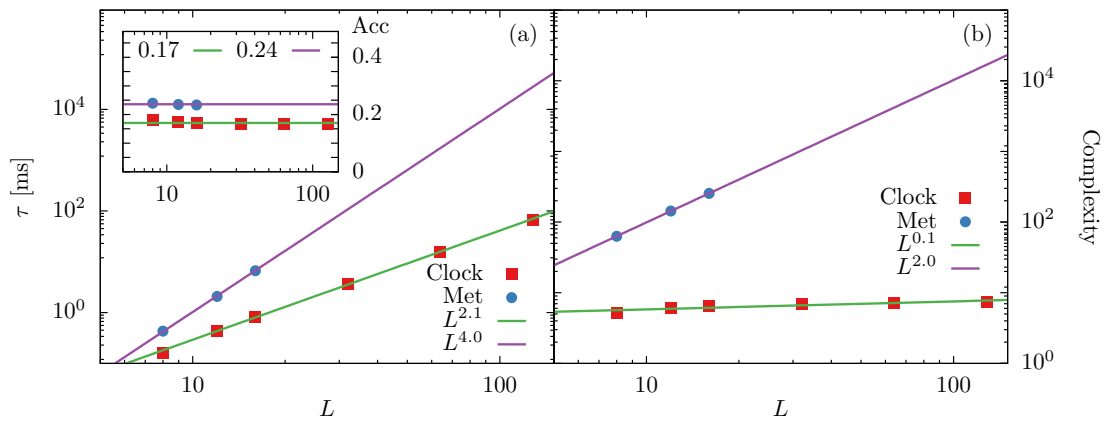 Acc
0.17
0.24
0.4
0.2
0
10
100
(a)
10^4
10^2
10^0
τ [ms]
Clock
Met
L^{2.1}
L^{4.0}
10
100
L
(b)
10^4
10^2
10^0
Complexity
Clock
Met
L^{0.1}
L^{2.0}
10
100
L